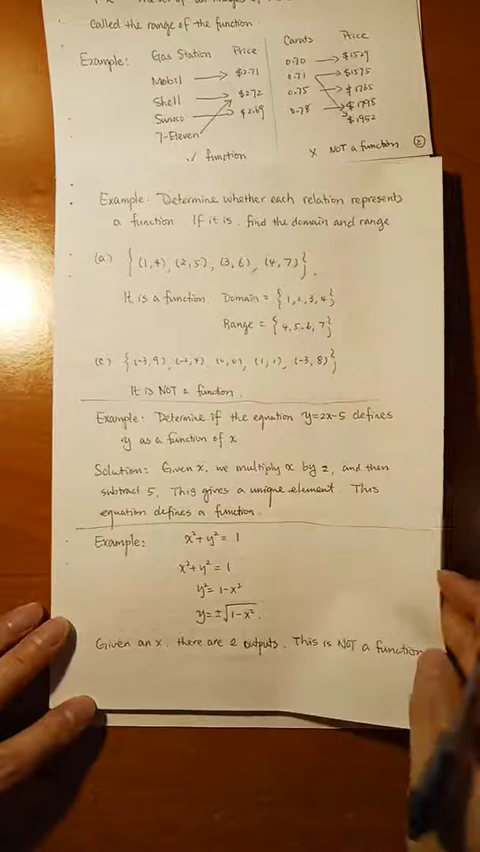 called the range of the function
Example: Gas Station Price Carats Price
Mobil $2.71 0.70 $1529
Shell $2.72 0.71 $1575
Sunoco $2.69 0.75 $1765
7-Eleven 0.78 $1798
$1952
✓ function X NOT a function ②
Example: Determine whether each relation represents
a function If it is, find the domain and range
(a) {(1,4), (2,5), (3,6), (4,7)}.
It is a function. Domain = {1,2,3,4}
Range = {4,5,6,7}
(c) {(-3,9), (-2,4), (0,0), (1,1), (-3,8)}
It is NOT a function.
Example: Determine if the equation y=2x-5 defines
y as a function of x
Solution: Given x, we multiply x by 2, and then
subtract 5. This gives a unique element. This
equation defines a function.
Example: x²+y²=1
x²+y²=1
y²=1-x²
y=±√1-x².
Given an x, there are 2 outputs. This is NOT a function